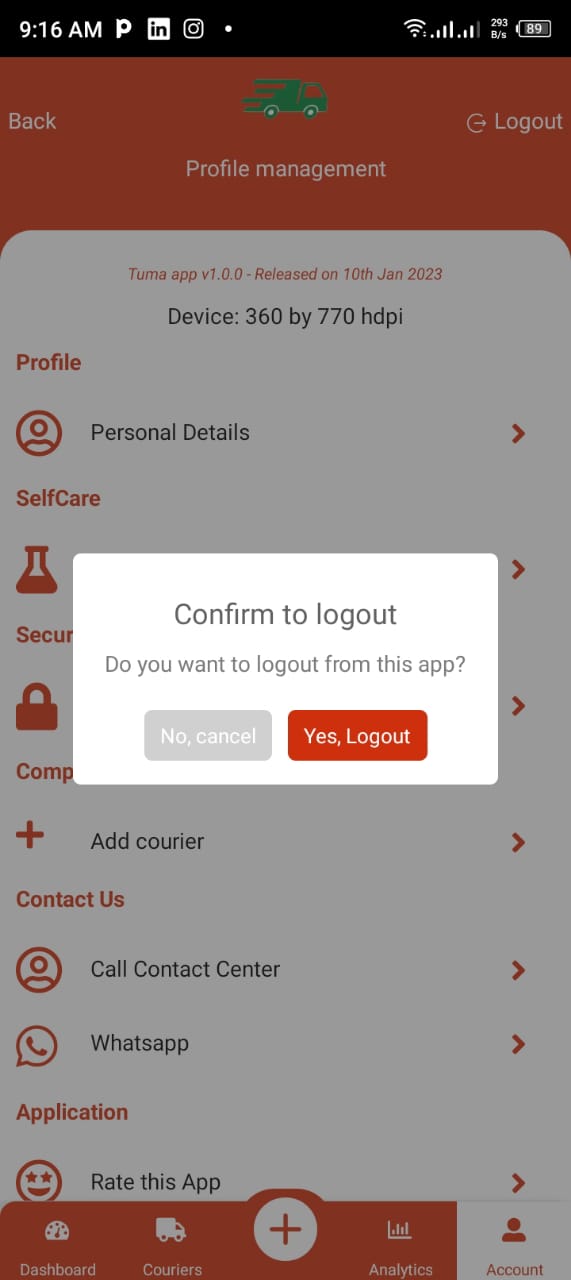 9:16 AM
293
B/s
89
Back
Logout
Profile management
Tuma app v1.0.0 - Released on 10th Jan 2023
Device: 360 by 770 hdpi
Profile
Personal Details
SelfCare
Secur
Confirm to logout
Do you want to logout from this app?
No, cancel
Yes, Logout
Comp
Add courier
Contact Us
Call Contact Center
Whatsapp
Application
Rate this App
Dashboard
Couriers
Analytics
Account